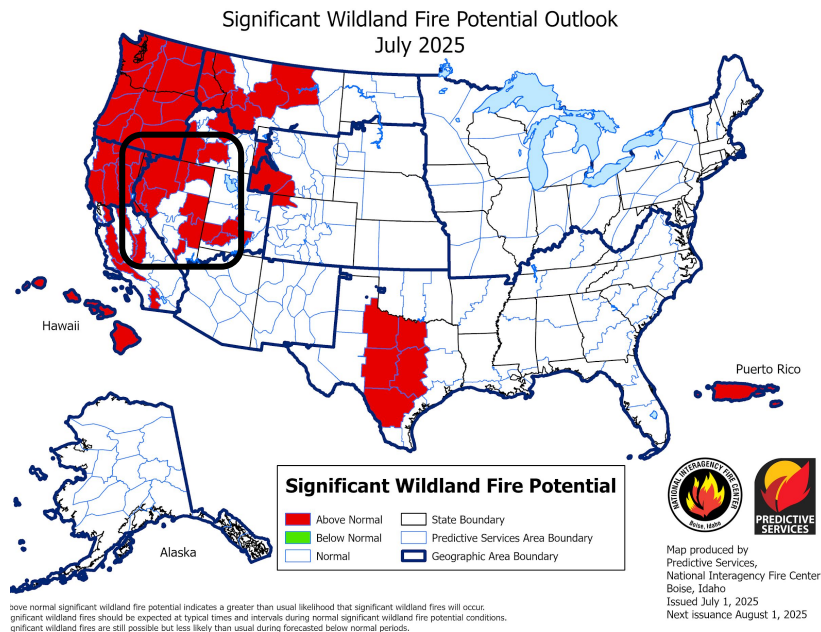 Significant Wildland Fire Potential Outlook
July 2025
Hawaii
Puerto Rico
Alaska
Significant Wildland Fire Potential
Above Normal
Below Normal
Normal
State Boundary
Predictive Services Area Boundary
Geographic Area Boundary
NATIONAL INTERAGENCY FIRE CENTER
Boise, Idaho
PREDICTIVE
SERVICES
Map produced by
Predictive Services,
National Interagency Fire Center
Boise, Idaho
Issued July 1, 2025
Next issuance August 1, 2025
bove normal significant wildland fire potential indicates a greater than usual likelihood that significant wildland fires will occur.
gnificant wildland fires should be expected at typical times and intervals during normal significant wildland fire potential conditions.
gnificant wildland fires are still possible but less likely than usual during forecasted below normal periods.